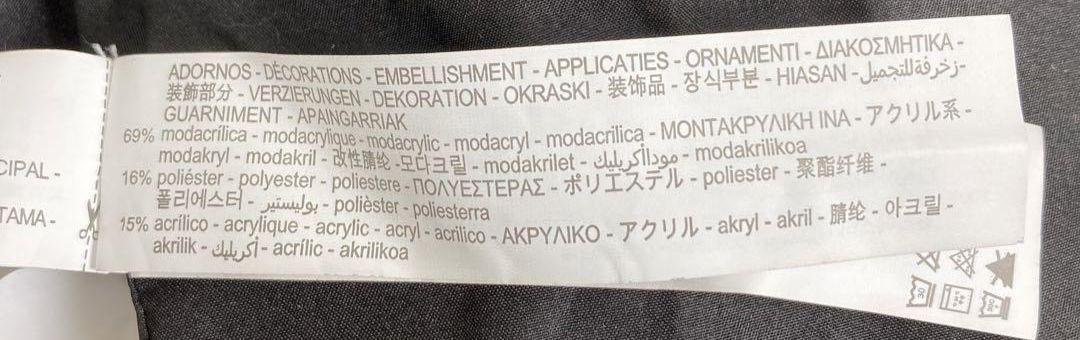 ADORNOS - DÉCORATIONS - EMBELLISHMENT - APPLICATIES - ORNAMENTI - ΔΙΑΚΟΣΜΗΤΙΚΑ -
装飾部分 - VERZIERUNGEN - DEKORATION - OKRASKI - 装饰品 - 장식부분 - HIASAN - زخرفة للتجميل -
GUARNIMENT - APAINGARRIAK
69% modacrílica - modacrylique - modacrylic - modacryl - modacrilica - ΜΟΝΤΑΚΡΥΛΙΚΗ ΙΝΑ - アクリル系 -
modakryl - modakril - 改性腈纶 - 모다크릴 - modakrilet - موداأكريليك - modakrilikoa
16% poliéster - polyester - poliestere - ΠΟΛΥΕΣΤΕΡΑΣ - ポリエステル - poliester - 聚酯纤维 -
폴리에스터 - بوليستير - polièster - poliesterra
15% acrílico - acrylique - acrylic - acryl - acrilico - ΑΚΡΥΛΙΚΟ - アクリル - akryl - akril - 腈纶 - 아크릴 -
akrilik - أكريليك - acrílic - akrilikoa
CIPAL -
TAMA -
30